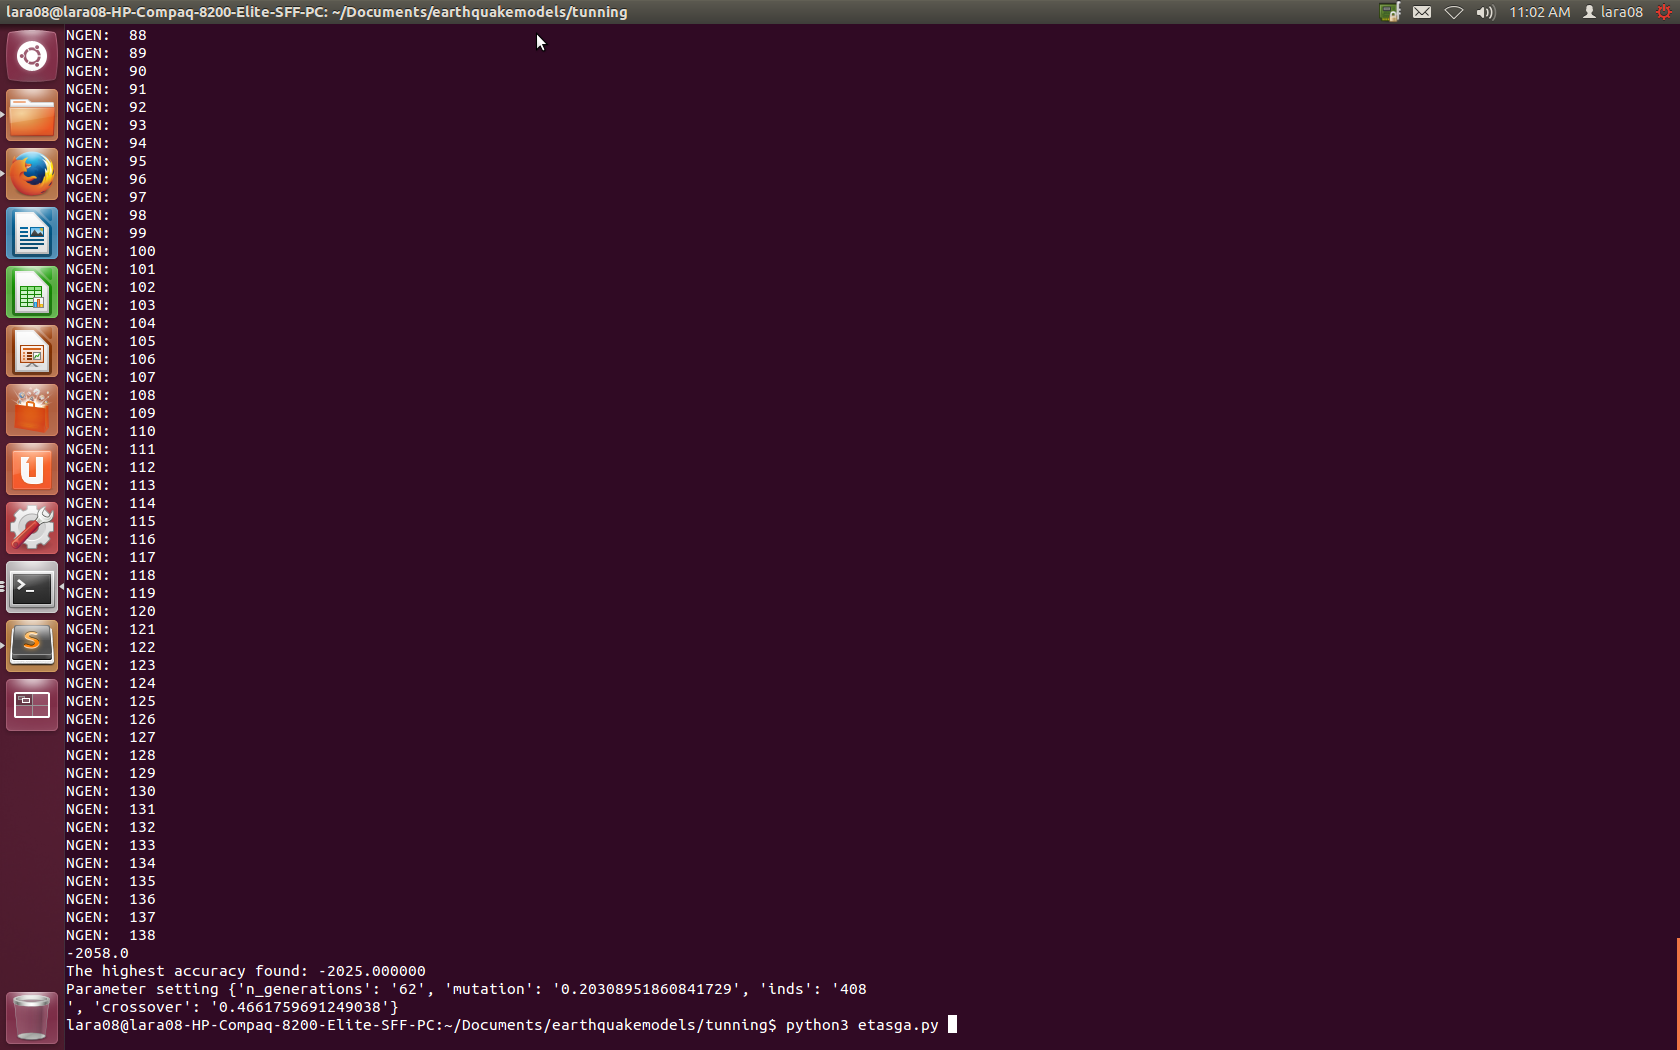 lara08@lara08-HP-Compaq-8200-Elite-SFF-PC: ~/Documents/earthquakemodels/tunning
11:02 AM
lara08
NGEN:  88
NGEN:  89
NGEN:  90
NGEN:  91
NGEN:  92
NGEN:  93
NGEN:  94
NGEN:  95
NGEN:  96
NGEN:  97
NGEN:  98
NGEN:  99
NGEN:  100
NGEN:  101
NGEN:  102
NGEN:  103
NGEN:  104
NGEN:  105
NGEN:  106
NGEN:  107
NGEN:  108
NGEN:  109
NGEN:  110
NGEN:  111
NGEN:  112
NGEN:  113
NGEN:  114
NGEN:  115
NGEN:  116
NGEN:  117
NGEN:  118
NGEN:  119
NGEN:  120
NGEN:  121
NGEN:  122
NGEN:  123
NGEN:  124
NGEN:  125
NGEN:  126
NGEN:  127
NGEN:  128
NGEN:  129
NGEN:  130
NGEN:  131
NGEN:  132
NGEN:  133
NGEN:  134
NGEN:  135
NGEN:  136
NGEN:  137
NGEN:  138
-2058.0
The highest accuracy found: -2025.000000
Parameter setting {'n_generations': '62', 'mutation': '0.20308951860841729', 'inds': '408
', 'crossover': '0.4661759691249038'}
lara08@lara08-HP-Compaq-8200-Elite-SFF-PC:~/Documents/earthquakemodels/tunning$ python3 etasga.py